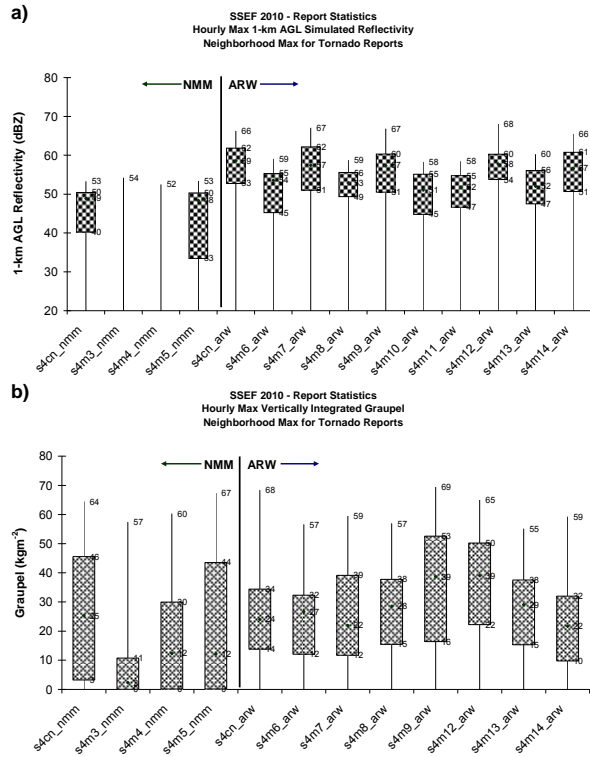 a)
SSEF 2010 - Report Statistics
Hourly Max 1-km AGL Simulated Reflectivity
Neighborhood Max for Tornado Reports
1-km AGL Reflectivity (dBZ)
80
70
60
50
40
30
20
NMM
ARW
53
50
49
40
54
52
53
50
48
33
66
62
59
53
59
55
54
45
67
62
57
51
59
56
53
49
67
60
57
51
58
55
51
45
58
55
52
47
68
60
58
54
60
56
52
47
66
61
57
51
s4cn_nmm
s4m3_nmm
s4m4_nmm
s4m5_nmm
s4cn_arw
s4m6_arw
s4m7_arw
s4m8_arw
s4m9_arw
s4m10_arw
s4m11_arw
s4m12_arw
s4m13_arw
s4m14_arw
b)
SSEF 2010 - Report Statistics
Hourly Max Vertically Integrated Graupel
Neighborhood Max for Tornado Reports
Graupel (kgm-2)
80
70
60
50
40
30
20
10
0
NMM
ARW
64
46
25
3
57
11
60
30
12
0
67
44
12
0
68
34
24
14
57
32
27
12
59
39
22
12
57
38
28
15
69
53
39
16
65
50
39
22
55
38
29
15
59
32
22
10
s4cn_nmm
s4m3_nmm
s4m4_nmm
s4m5_nmm
s4cn_arw
s4m6_arw
s4m7_arw
s4m8_arw
s4m9_arw
s4m12_arw
s4m13_arw
s4m14_arw